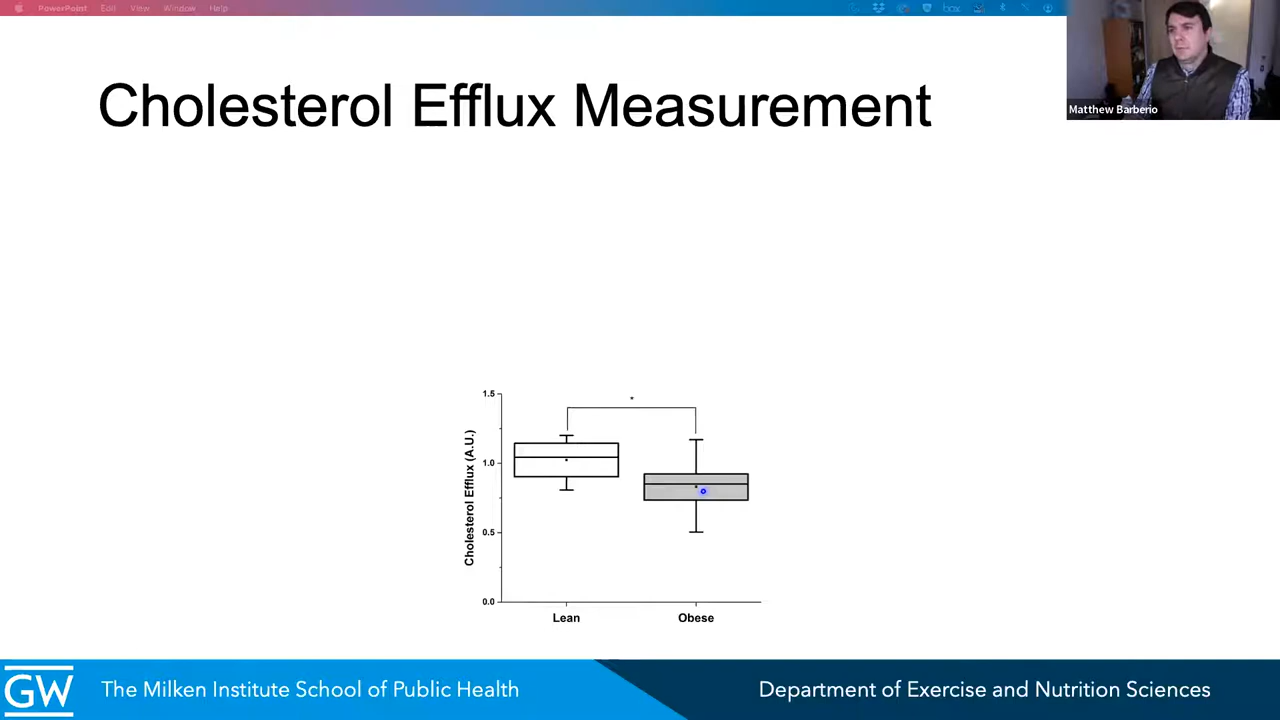 PowerPoint Edit View Window Help
box
Matthew Barberio
Cholesterol Efflux Measurement
*
1.5
1.0
0.5
0.0
Cholesterol Efflux (A.U.)
Lean Obese
GW The Milken Institute School of Public Health
Department of Exercise and Nutrition Sciences